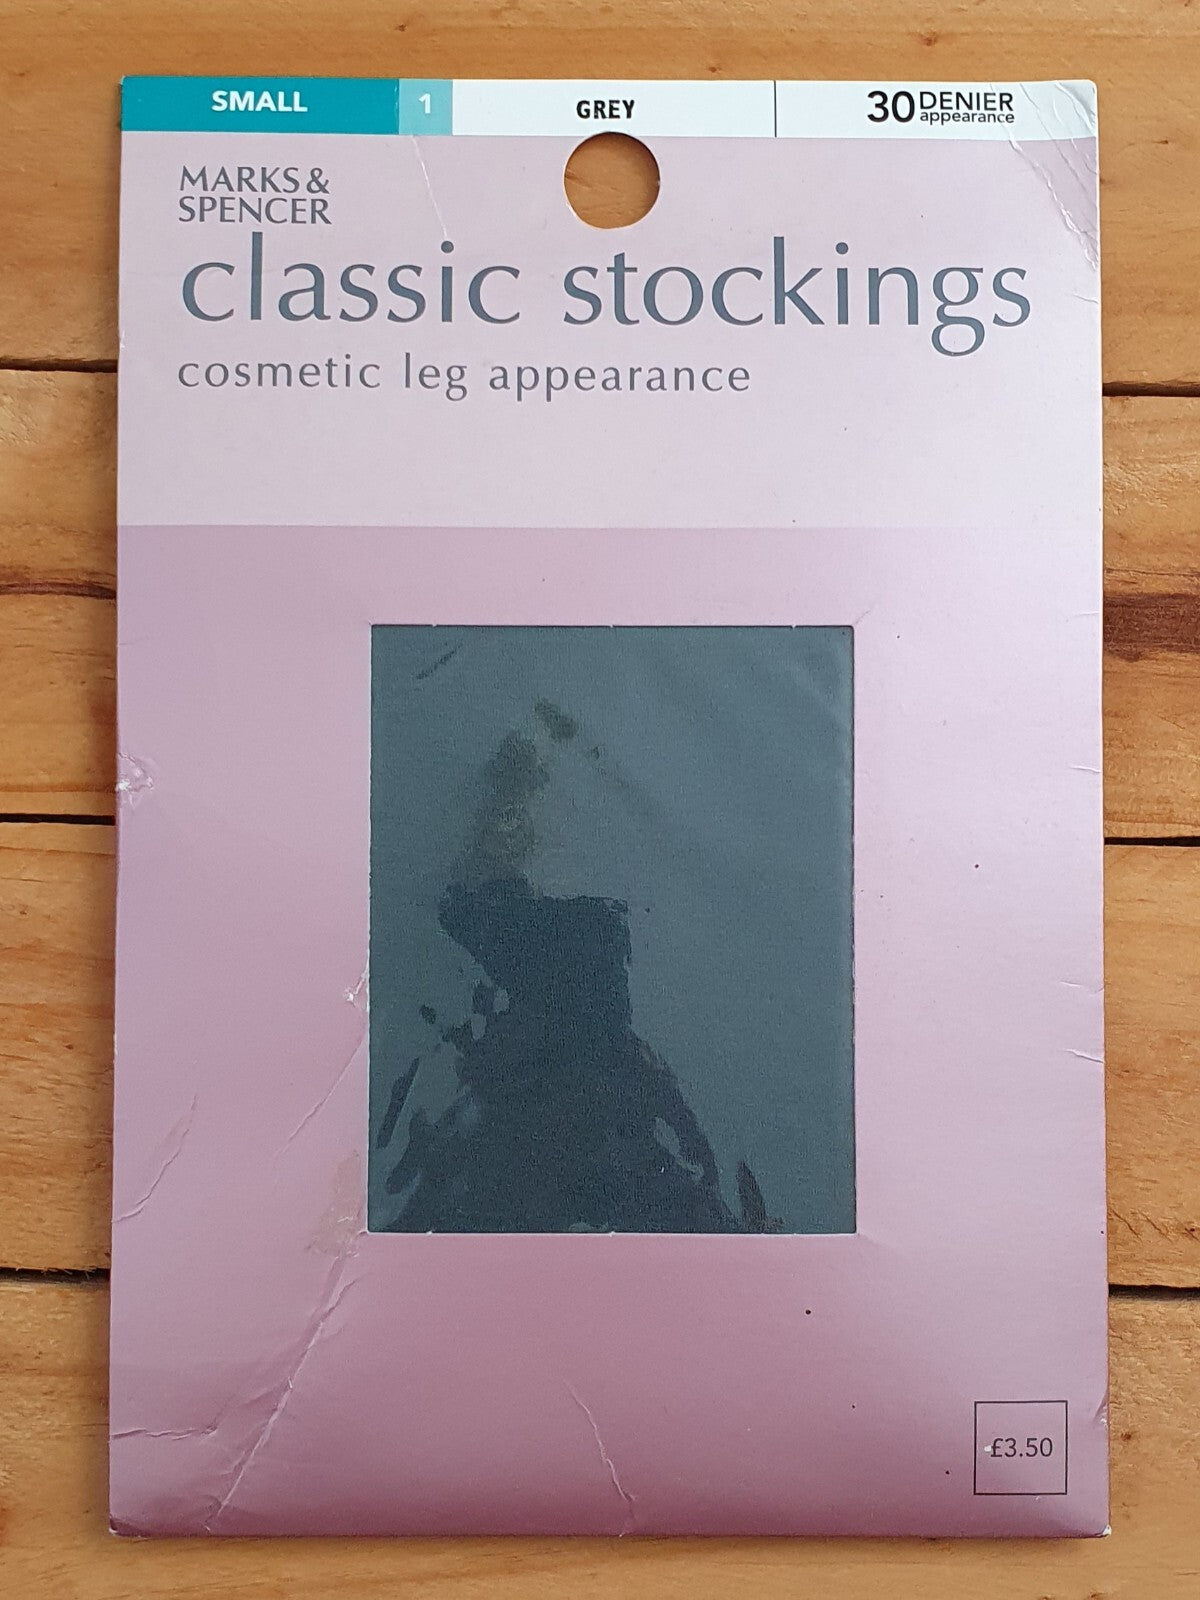 SMALL 1 GREY 30 DENIER
appearance
MARKS &
SPENCER
classic stockings
cosmetic leg appearance
£3.50